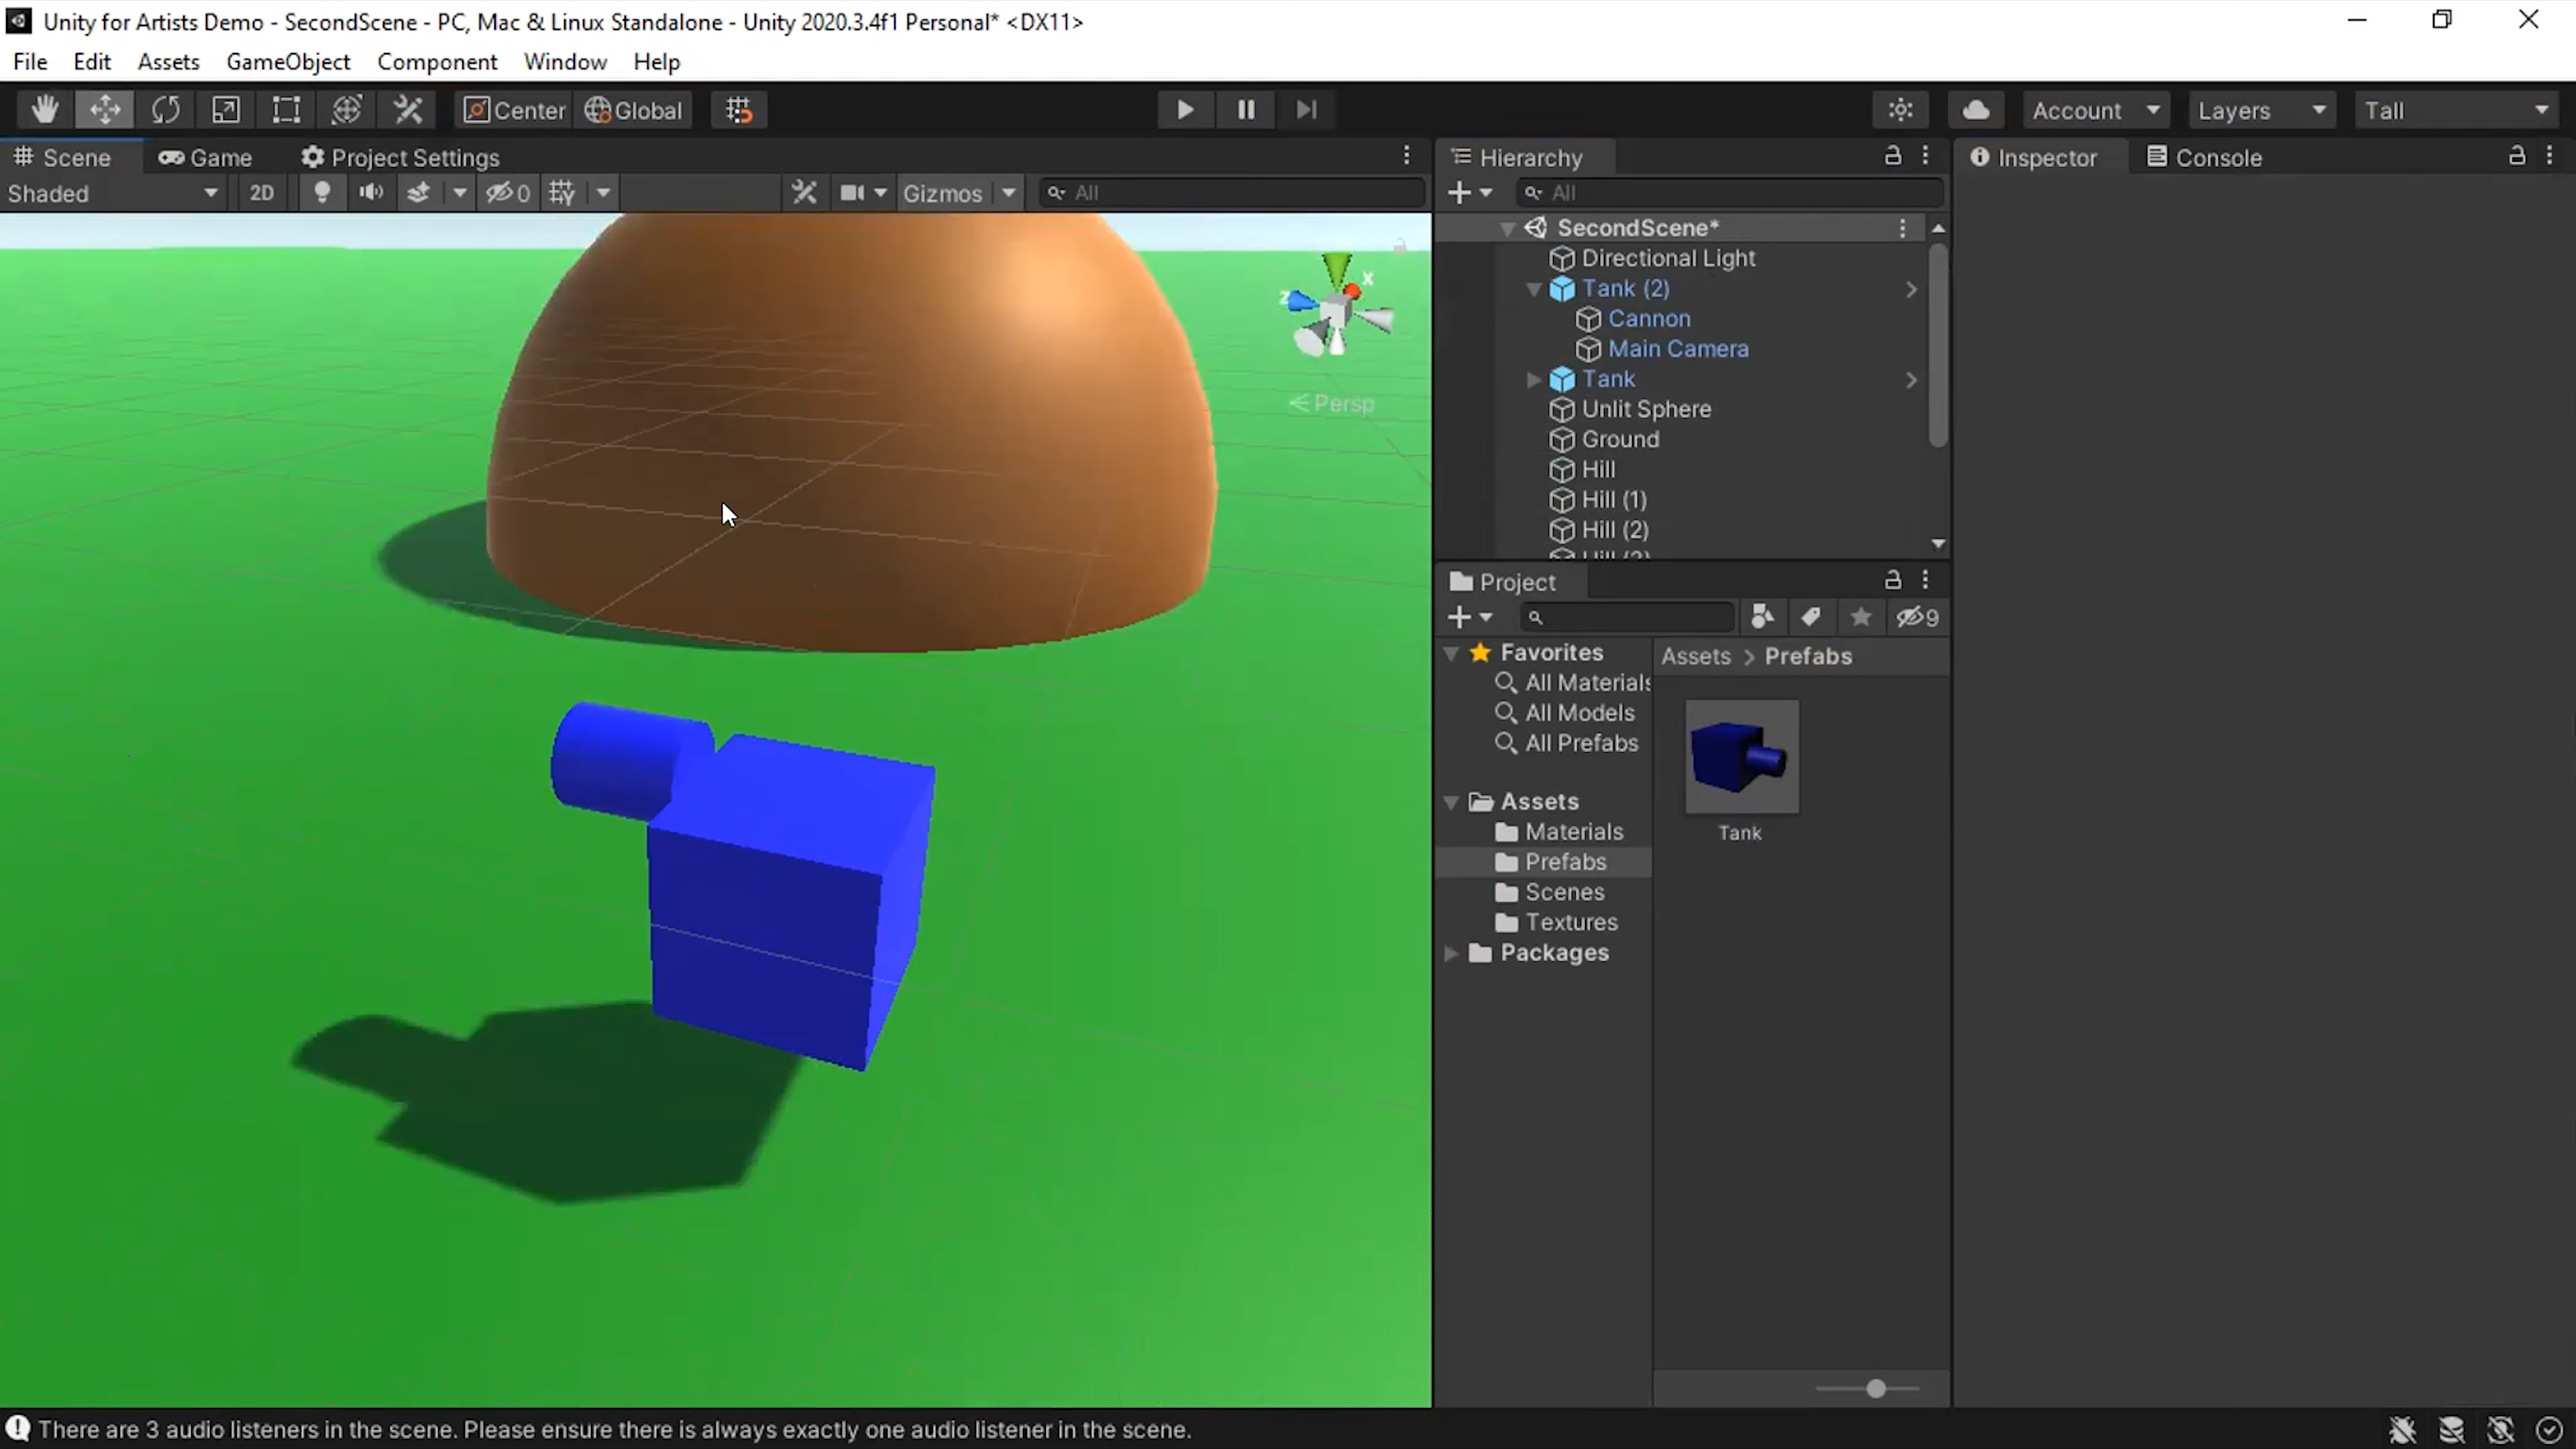 Unity for Artists Demo - SecondScene - PC, Mac & Linux Standalone - Unity 2020.3.4f1 Personal* <DX11>
File Edit Assets GameObject Component Window Help
Center Global Account Layers Tall
Scene Game Project Settings
Shaded 2D 0 Gizmos All
X
Z
Persp
Hierarchy
All
SecondScene*
Directional Light
Tank (2)
Cannon
Main Camera
Tank
Unlit Sphere
Ground
Hill
Hill (1)
Hill (2)
Project
9
Favorites
All Materials
All Models
All Prefabs
Assets
Materials
Prefabs
Scenes
Textures
Packages
Assets > Prefabs
Tank
Inspector Console
There are 3 audio listeners in the scene. Please ensure there is always exactly one audio listener in the scene.